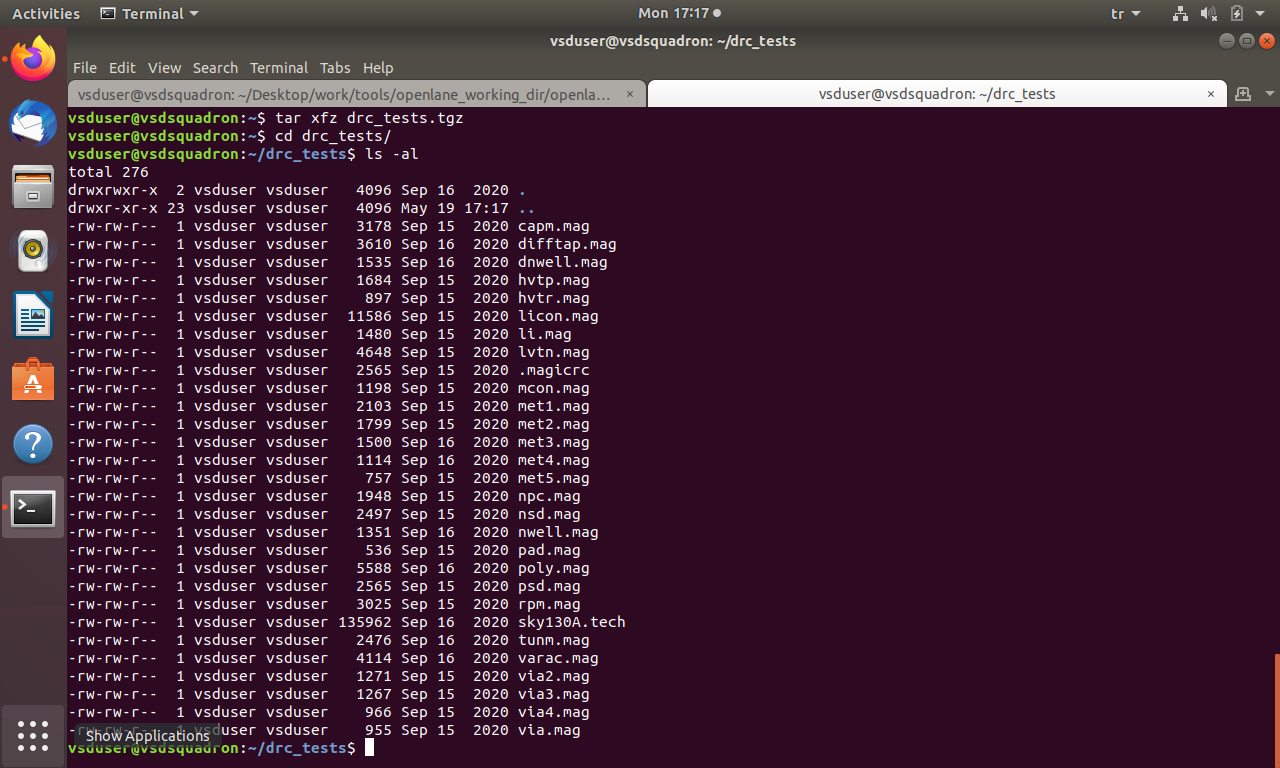 Activities Terminal Mon 17:17 tr
vsduser@vsdsquadron: ~/drc_tests
File Edit View Search Terminal Tabs Help
vsduser@vsdsquadron: ~/Desktop/work/tools/openlane_working_dir/openla... × vsduser@vsdsquadron: ~/drc_tests ×
vsduser@vsdsquadron:~$ tar xfz drc_tests.tgz
vsduser@vsdsquadron:~$ cd drc_tests/
vsduser@vsdsquadron:~/drc_tests$ ls -al
total 276
drwxrwxr-x  2 vsduser vsduser   4096 Sep 16  2020 .
drwxr-xr-x 23 vsduser vsduser   4096 May 19 17:17 ..
-rw-rw-r--  1 vsduser vsduser   3178 Sep 15  2020 capm.mag
-rw-rw-r--  1 vsduser vsduser   3610 Sep 16  2020 difftap.mag
-rw-rw-r--  1 vsduser vsduser   1535 Sep 16  2020 dnwell.mag
-rw-rw-r--  1 vsduser vsduser   1684 Sep 15  2020 hvtp.mag
-rw-rw-r--  1 vsduser vsduser    897 Sep 15  2020 hvtr.mag
-rw-rw-r--  1 vsduser vsduser  11586 Sep 15  2020 licon.mag
-rw-rw-r--  1 vsduser vsduser   1480 Sep 15  2020 li.mag
-rw-rw-r--  1 vsduser vsduser   4648 Sep 15  2020 lvtn.mag
-rw-rw-r--  1 vsduser vsduser   2565 Sep 15  2020 .magicrc
-rw-rw-r--  1 vsduser vsduser   1198 Sep 15  2020 mcon.mag
-rw-rw-r--  1 vsduser vsduser   2103 Sep 15  2020 met1.mag
-rw-rw-r--  1 vsduser vsduser   1799 Sep 15  2020 met2.mag
-rw-rw-r--  1 vsduser vsduser   1500 Sep 16  2020 met3.mag
-rw-rw-r--  1 vsduser vsduser   1114 Sep 16  2020 met4.mag
-rw-rw-r--  1 vsduser vsduser    757 Sep 15  2020 met5.mag
-rw-rw-r--  1 vsduser vsduser   1948 Sep 15  2020 npc.mag
-rw-rw-r--  1 vsduser vsduser   2497 Sep 15  2020 nsd.mag
-rw-rw-r--  1 vsduser vsduser   1351 Sep 16  2020 nwell.mag
-rw-rw-r--  1 vsduser vsduser    536 Sep 15  2020 pad.mag
-rw-rw-r--  1 vsduser vsduser   5588 Sep 16  2020 poly.mag
-rw-rw-r--  1 vsduser vsduser   2565 Sep 15  2020 psd.mag
-rw-rw-r--  1 vsduser vsduser   3025 Sep 15  2020 rpm.mag
-rw-rw-r--  1 vsduser vsduser 135962 Sep 16  2020 sky130A.tech
-rw-rw-r--  1 vsduser vsduser   2476 Sep 15  2020 tunm.mag
-rw-rw-r--  1 vsduser vsduser   4114 Sep 16  2020 varac.mag
-rw-rw-r--  1 vsduser vsduser   1271 Sep 15  2020 via2.mag
-rw-rw-r--  1 vsduser vsduser   1267 Sep 15  2020 via3.mag
-rw-rw-r--  1 vsduser vsduser    966 Sep 15  2020 via4.mag
-rw-rw-r--  1 vsduser vsduser    955 Sep 15  2020 via.mag
Show Applications
vsduser@vsdsquadron:~/drc_tests$